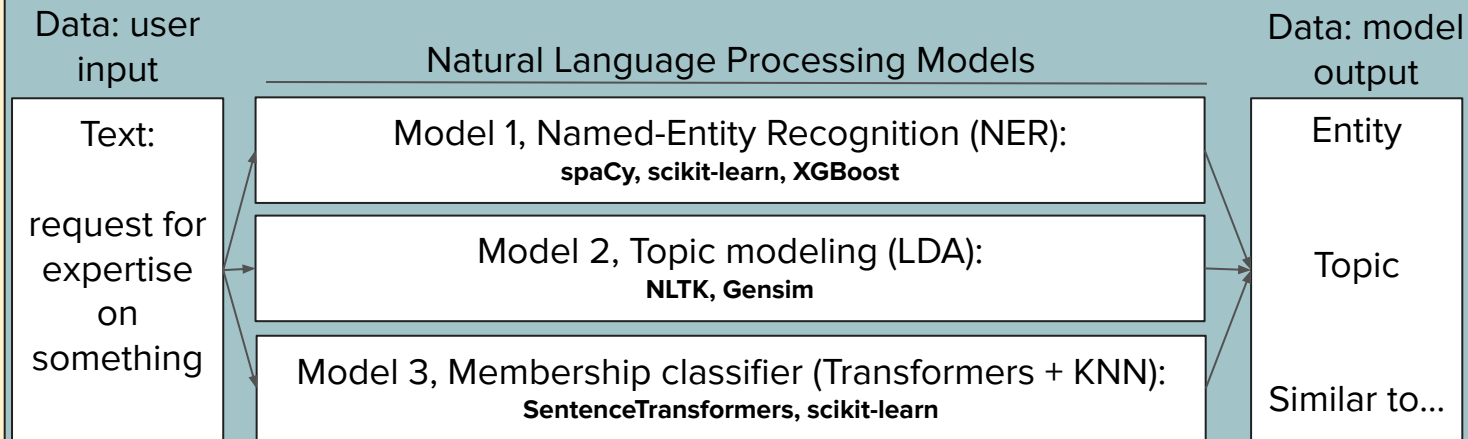 Data: user
input
Natural Language Processing Models
Data: model
output
Text:
request for
expertise
on
something
Model 1, Named-Entity Recognition (NER):
spaCy, scikit-learn, XGBoost
Model 2, Topic modeling (LDA):
NLTK, Gensim
Model 3, Membership classifier (Transformers + KNN):
SentenceTransformers, scikit-learn
Entity
Topic
Similar to...